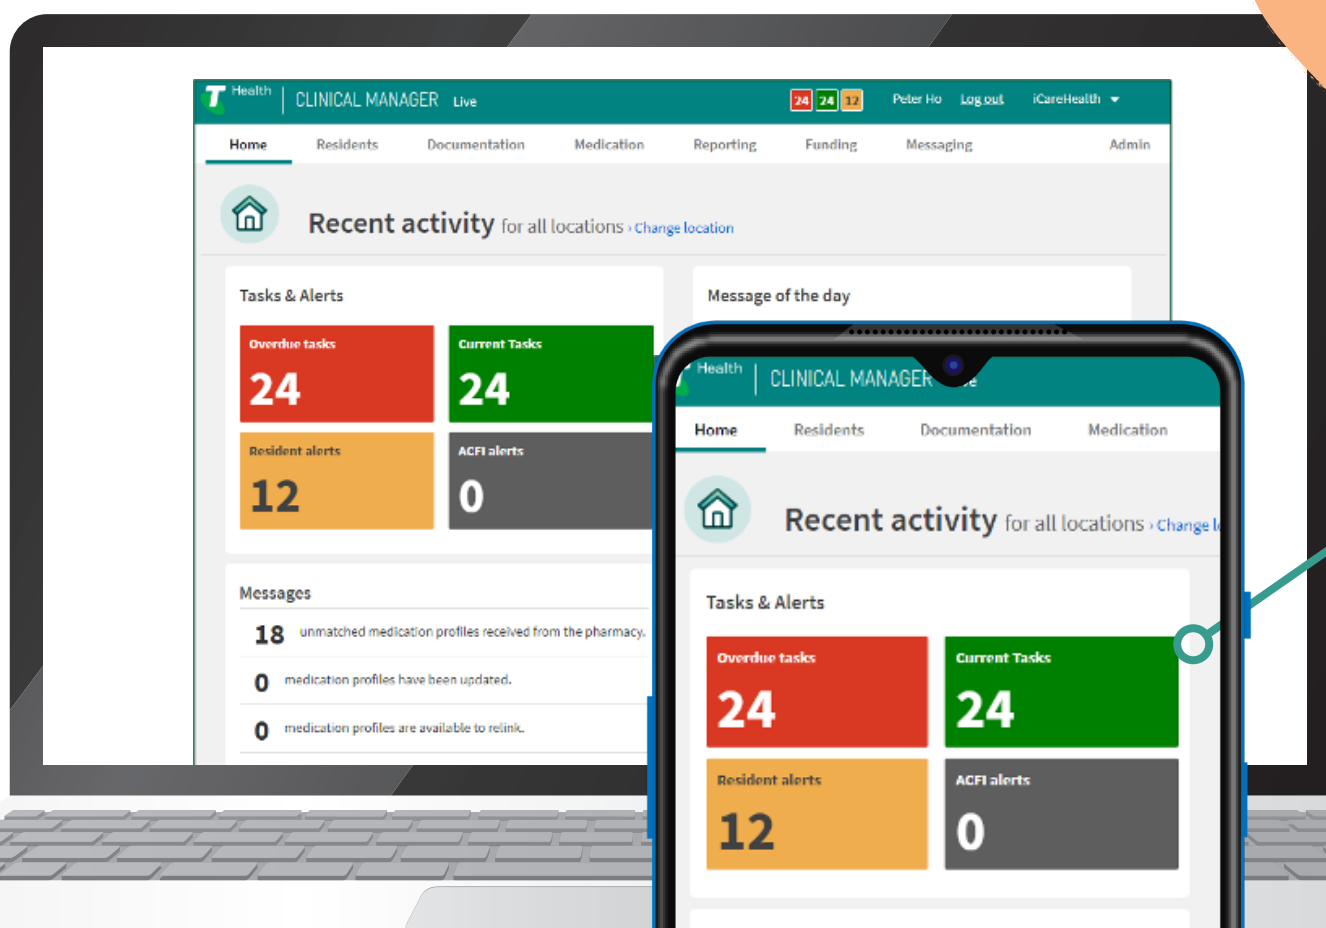 T Health CLINICAL MANAGER Live 24 24 12 Peter Ho Log out iCareHealth
Home Residents Documentation Medication Reporting Funding Messaging Admin
Recent activity for all locations › Change location
Tasks & Alerts
Overdue tasks
24
Current Tasks
24
Resident alerts
12
ACFI alerts
0
Message of the day
Messages
18 unmatched medication profiles received from the pharmacy.
0 medication profiles have been updated.
0 medication profiles are available to relink.
Health CLINICAL MANAGER
Home Residents Documentation Medication
Recent activity for all locations › Change
Tasks & Alerts
Overdue tasks
24
Current Tasks
24
Resident alerts
12
ACFI alerts
0